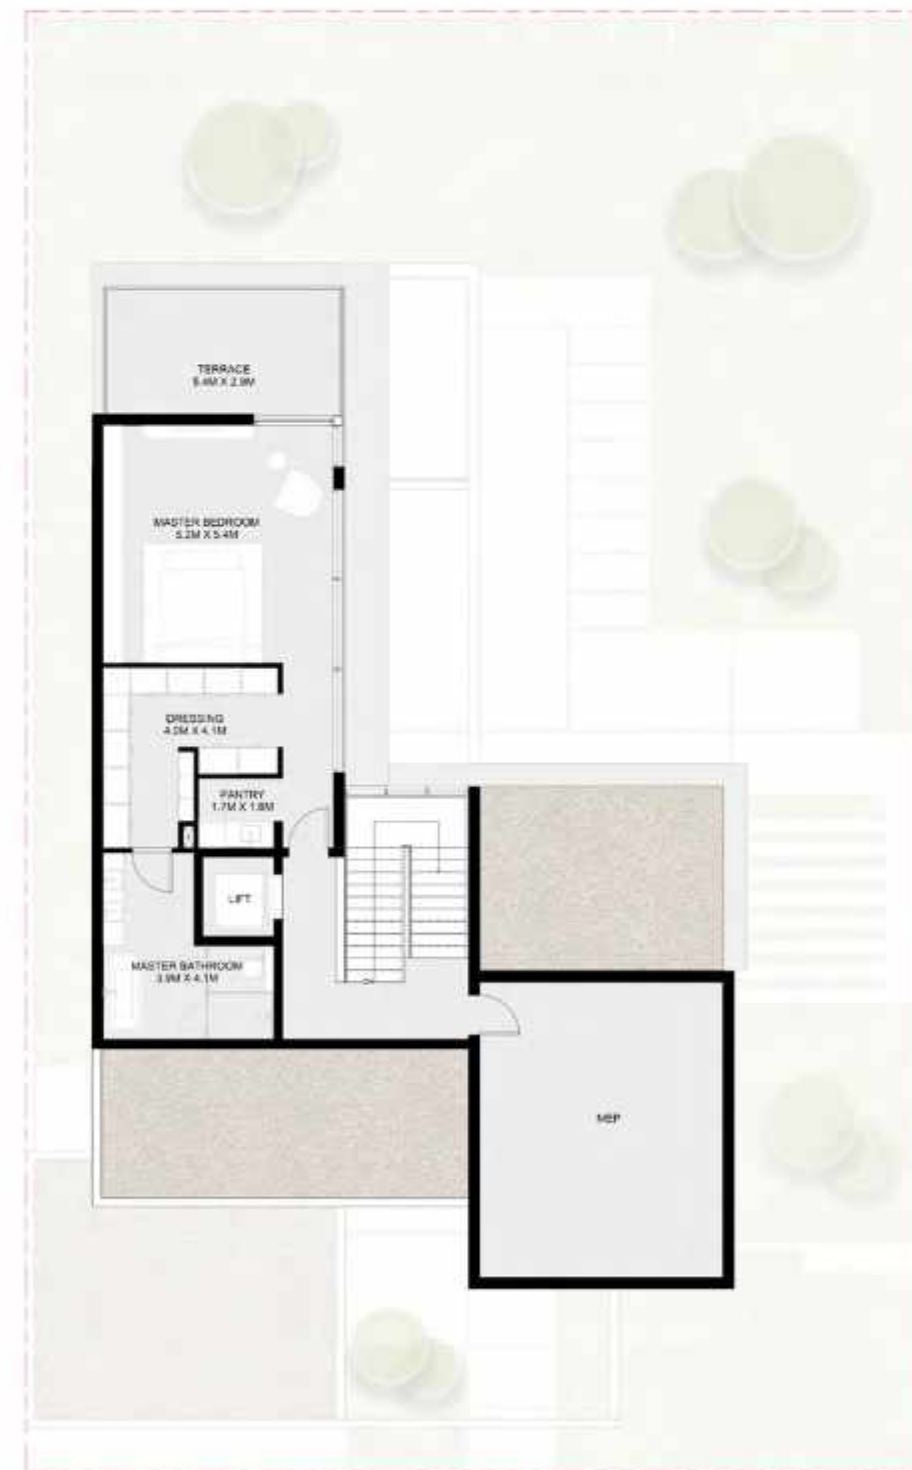 TERRACE
5.4M X 2.9M
MASTER BEDROOM
5.2M X 5.4M
DRESSING
4.0M X 4.1M
PANTRY
1.7M X 1.8M
LIFT
MASTER BATHROOM
3.9M X 4.1M
MEP